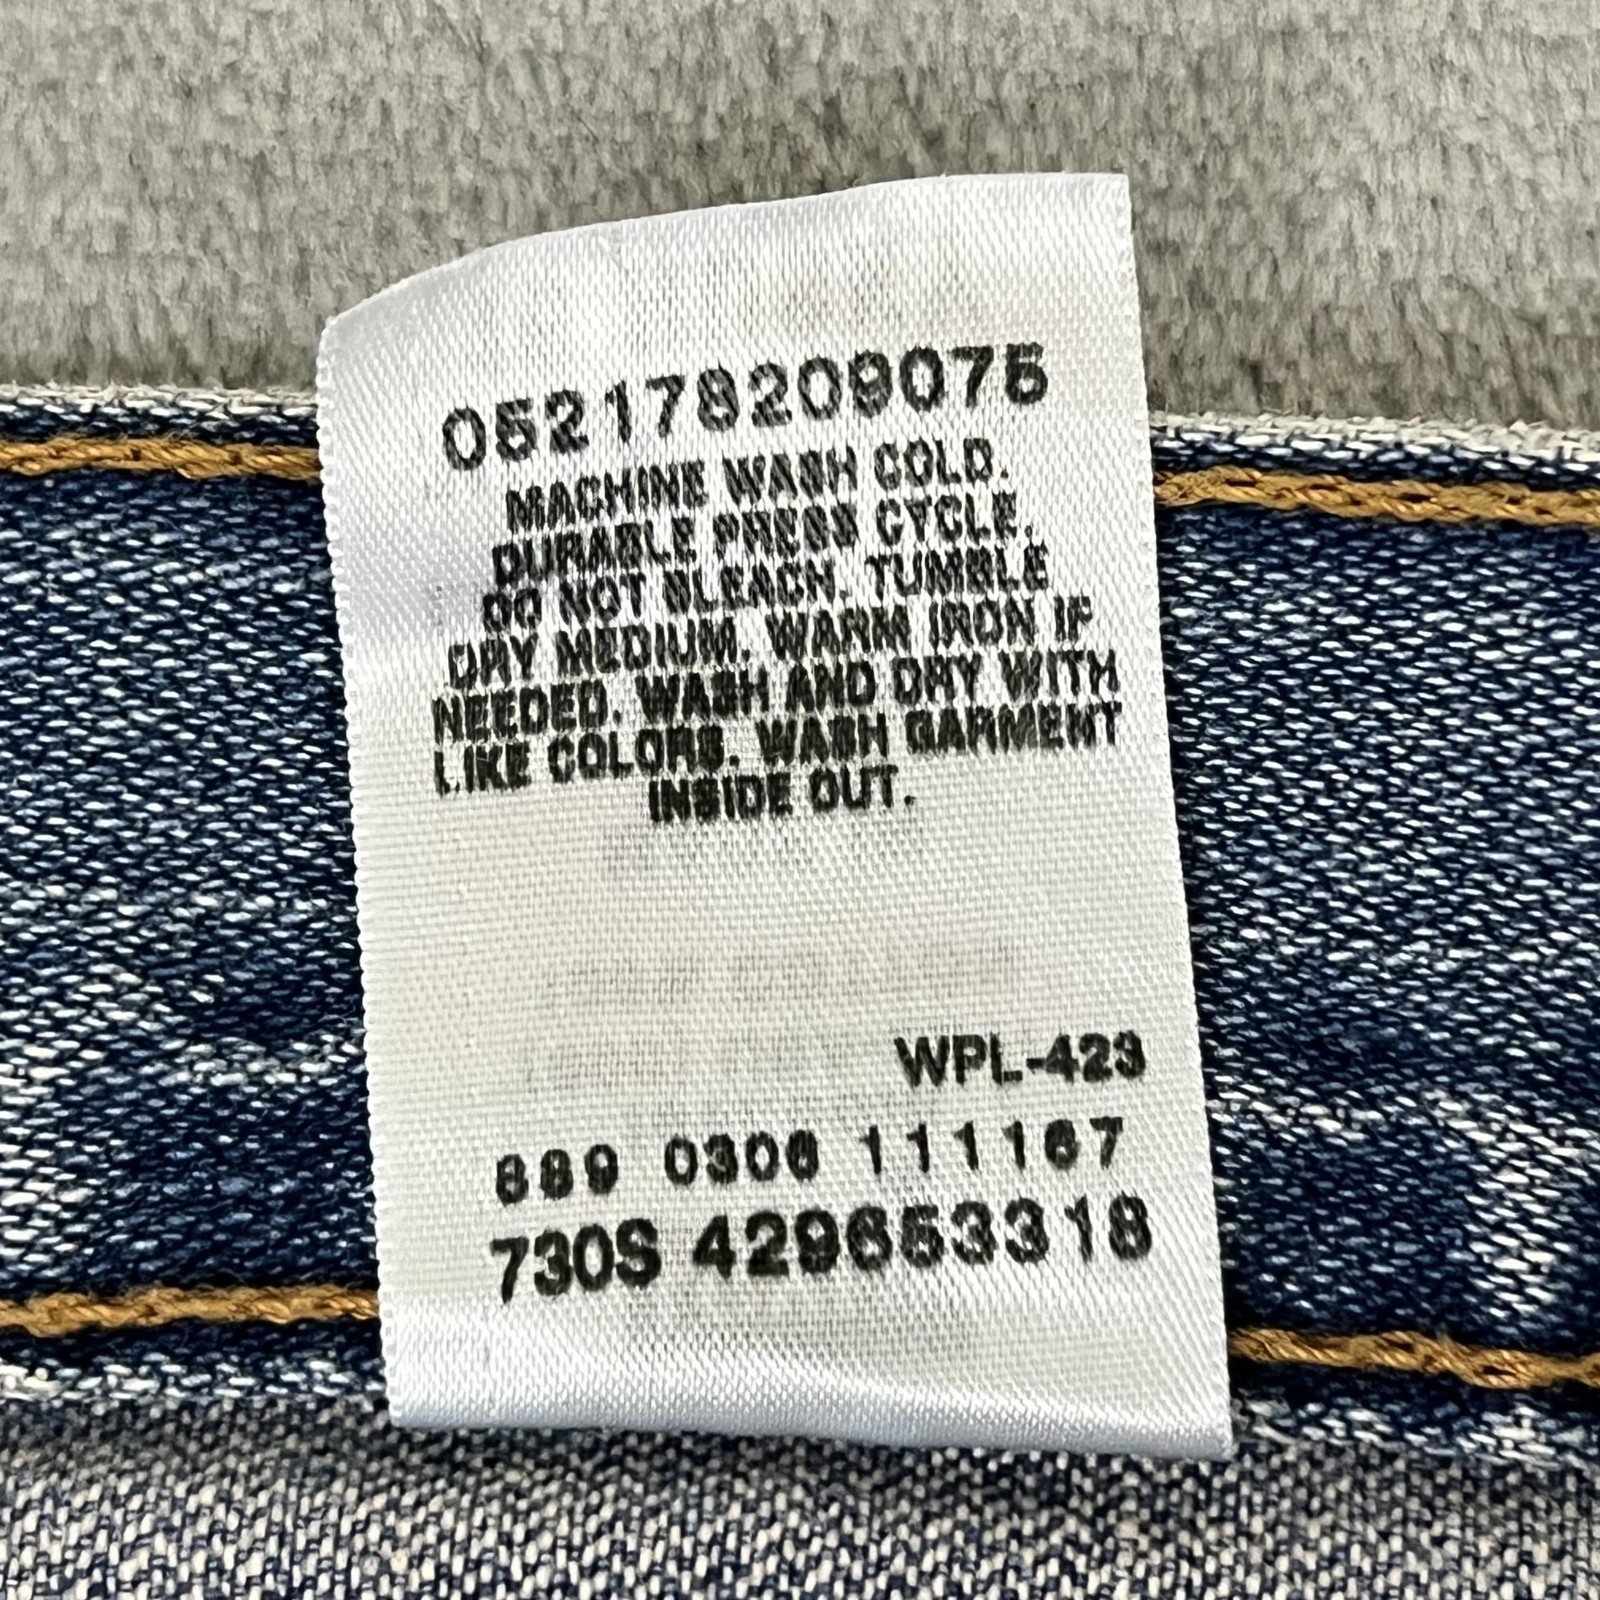 052178209075
MACHINE WASH COLD.
DURABLE PRESS CYCLE.
DO NOT BLEACH. TUMBLE
DRY MEDIUM. WARM IRON IF
NEEDED. WASH AND DRY WITH
LIKE COLORS. WASH GARMENT
INSIDE OUT.
WPL-423
889 0306 111167
730S 429653318